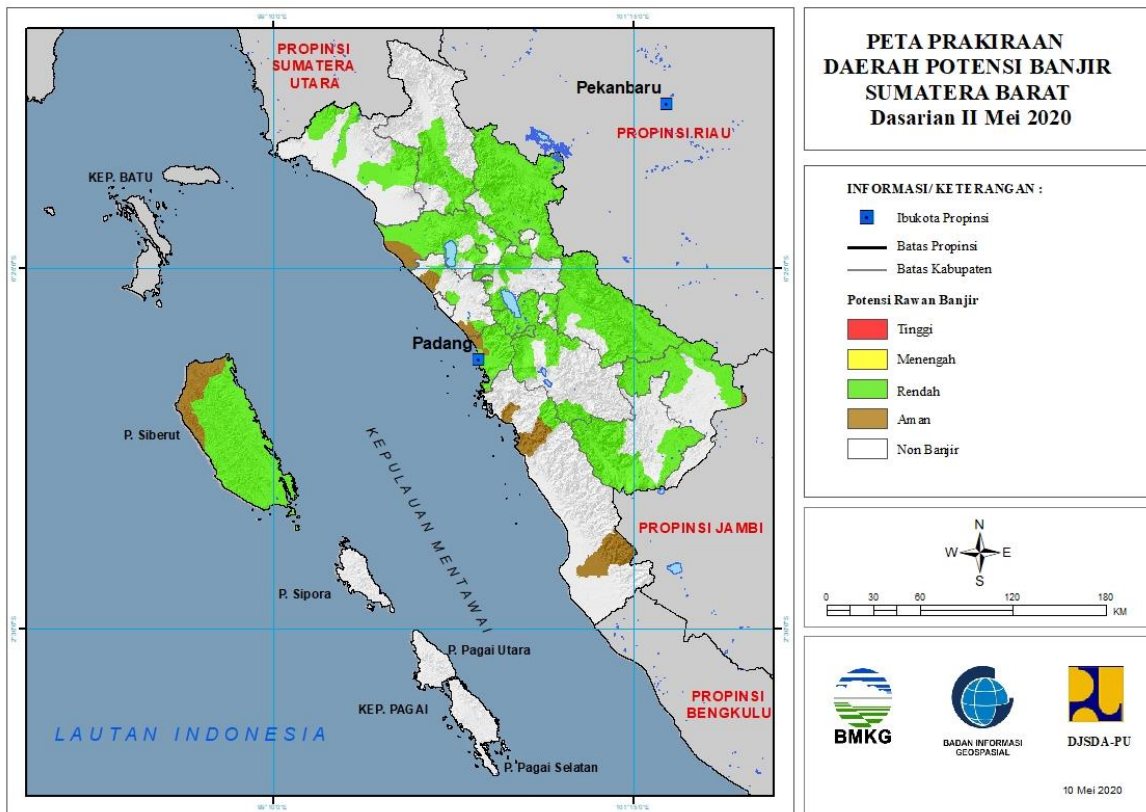 PETA PRAKIRAAN
DAERAH POTENSI BANJIR
SUMATERA BARAT
Dasarian II Mei 2020
INFORMASI/ KETERANGAN :
Ibukota Propinsi
Batas Propinsi
Batas Kabupaten
Potensi Rawan Banjir
Tinggi
Menengah
Rendah
Aman
Non Banjir
N
W E
S
0 30 60 120 180
KM
BMKG
BADAN INFORMASI
GEOSPASIAL
DJSDA-PU
10 Mei 2020
PROPINSI
SUMATERA
UTARA
Pekanbaru
PROPINSI RIAU
KEP. BATU
Padang
P. Siberut
KEPULAUAN MENTAWAI
PROPINSI JAMBI
P. Sipora
P. Pagai Utara
KEP. PAGAI
PROPINSI
BENGKULU
LAUTAN INDONESIA
P. Pagai Selatan